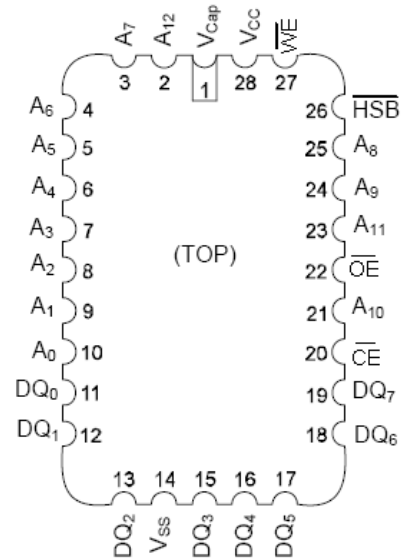 A7 A12 VCap VCC WE
3 2 1 28 27
A6 4 26 HSB
A5 5 25 A8
A4 6 24 A9
A3 7 23 A11
A2 8 (TOP) 22 OE
A1 9 21 A10
A0 10 20 CE
DQ0 11 19 DQ7
DQ1 12 18 DQ6
13 14 15 16 17
DQ2 VSS DQ3 DQ4 DQ5